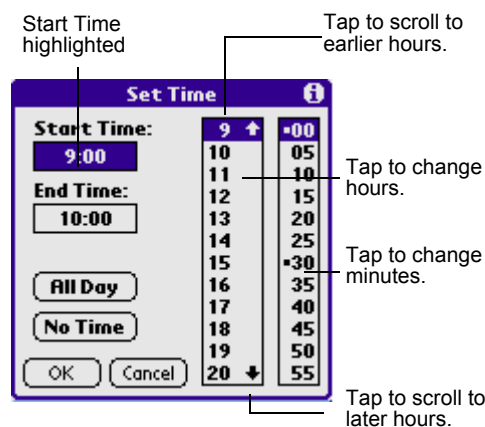 Start Time
highlighted
Tap to scroll to
earlier hours.
Set Time
i
Start Time:
9:00
End Time:
10:00
All Day
No Time
OK
Cancel
9
10
11
12
13
14
15
16
17
18
19
20
00
05
10
15
20
25
30
35
40
45
50
55
Tap to change
hours.
Tap to change
minutes.
Tap to scroll to
later hours.